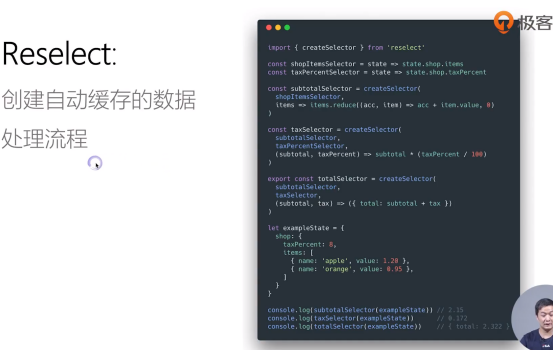 极客
Reselect:
创建自动缓存的数据
处理流程
import { createSelector } from 'reselect'
const shopItemsSelector = state => state.shop.items
const taxPercentSelector = state => state.shop.taxPercent
const subtotalSelector = createSelector(
shopItemsSelector,
items => items.reduce((acc, item) => acc + item.value, 0)
)
const taxSelector = createSelector(
subtotalSelector,
taxPercentSelector,
(subtotal, taxPercent) => subtotal * (taxPercent / 100)
)
export const totalSelector = createSelector(
subtotalSelector,
taxSelector,
(subtotal, tax) => ({ total: subtotal + tax })
)
let exampleState = {
shop: {
taxPercent: 8,
items: [
{ name: 'apple', value: 1.20 },
{ name: 'orange', value: 0.95 },
]
}
}
console.log(subtotalSelector(exampleState)) // 2.15
console.log(taxSelector(exampleState)) // 0.172
console.log(totalSelector(exampleState)) // { total: 2.322 }